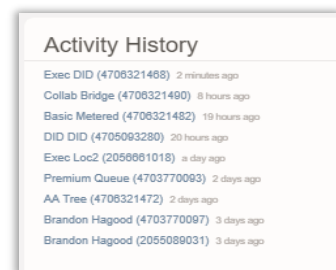 Activity History
Exec DID (4706321468) 2 minutes ago
Collab Bridge (4706321490) 8 hours ago
Basic Metered (4706321482) 19 hours ago
DID DID (4705093280) 20 hours ago
Exec Loc2 (2056661018) a day ago
Premium Queue (4703770093) 2 days ago
AA Tree (4706321472) 2 days ago
Brandon Hagood (4703770097) 3 days ago
Brandon Hagood (2055089031) 3 days ago